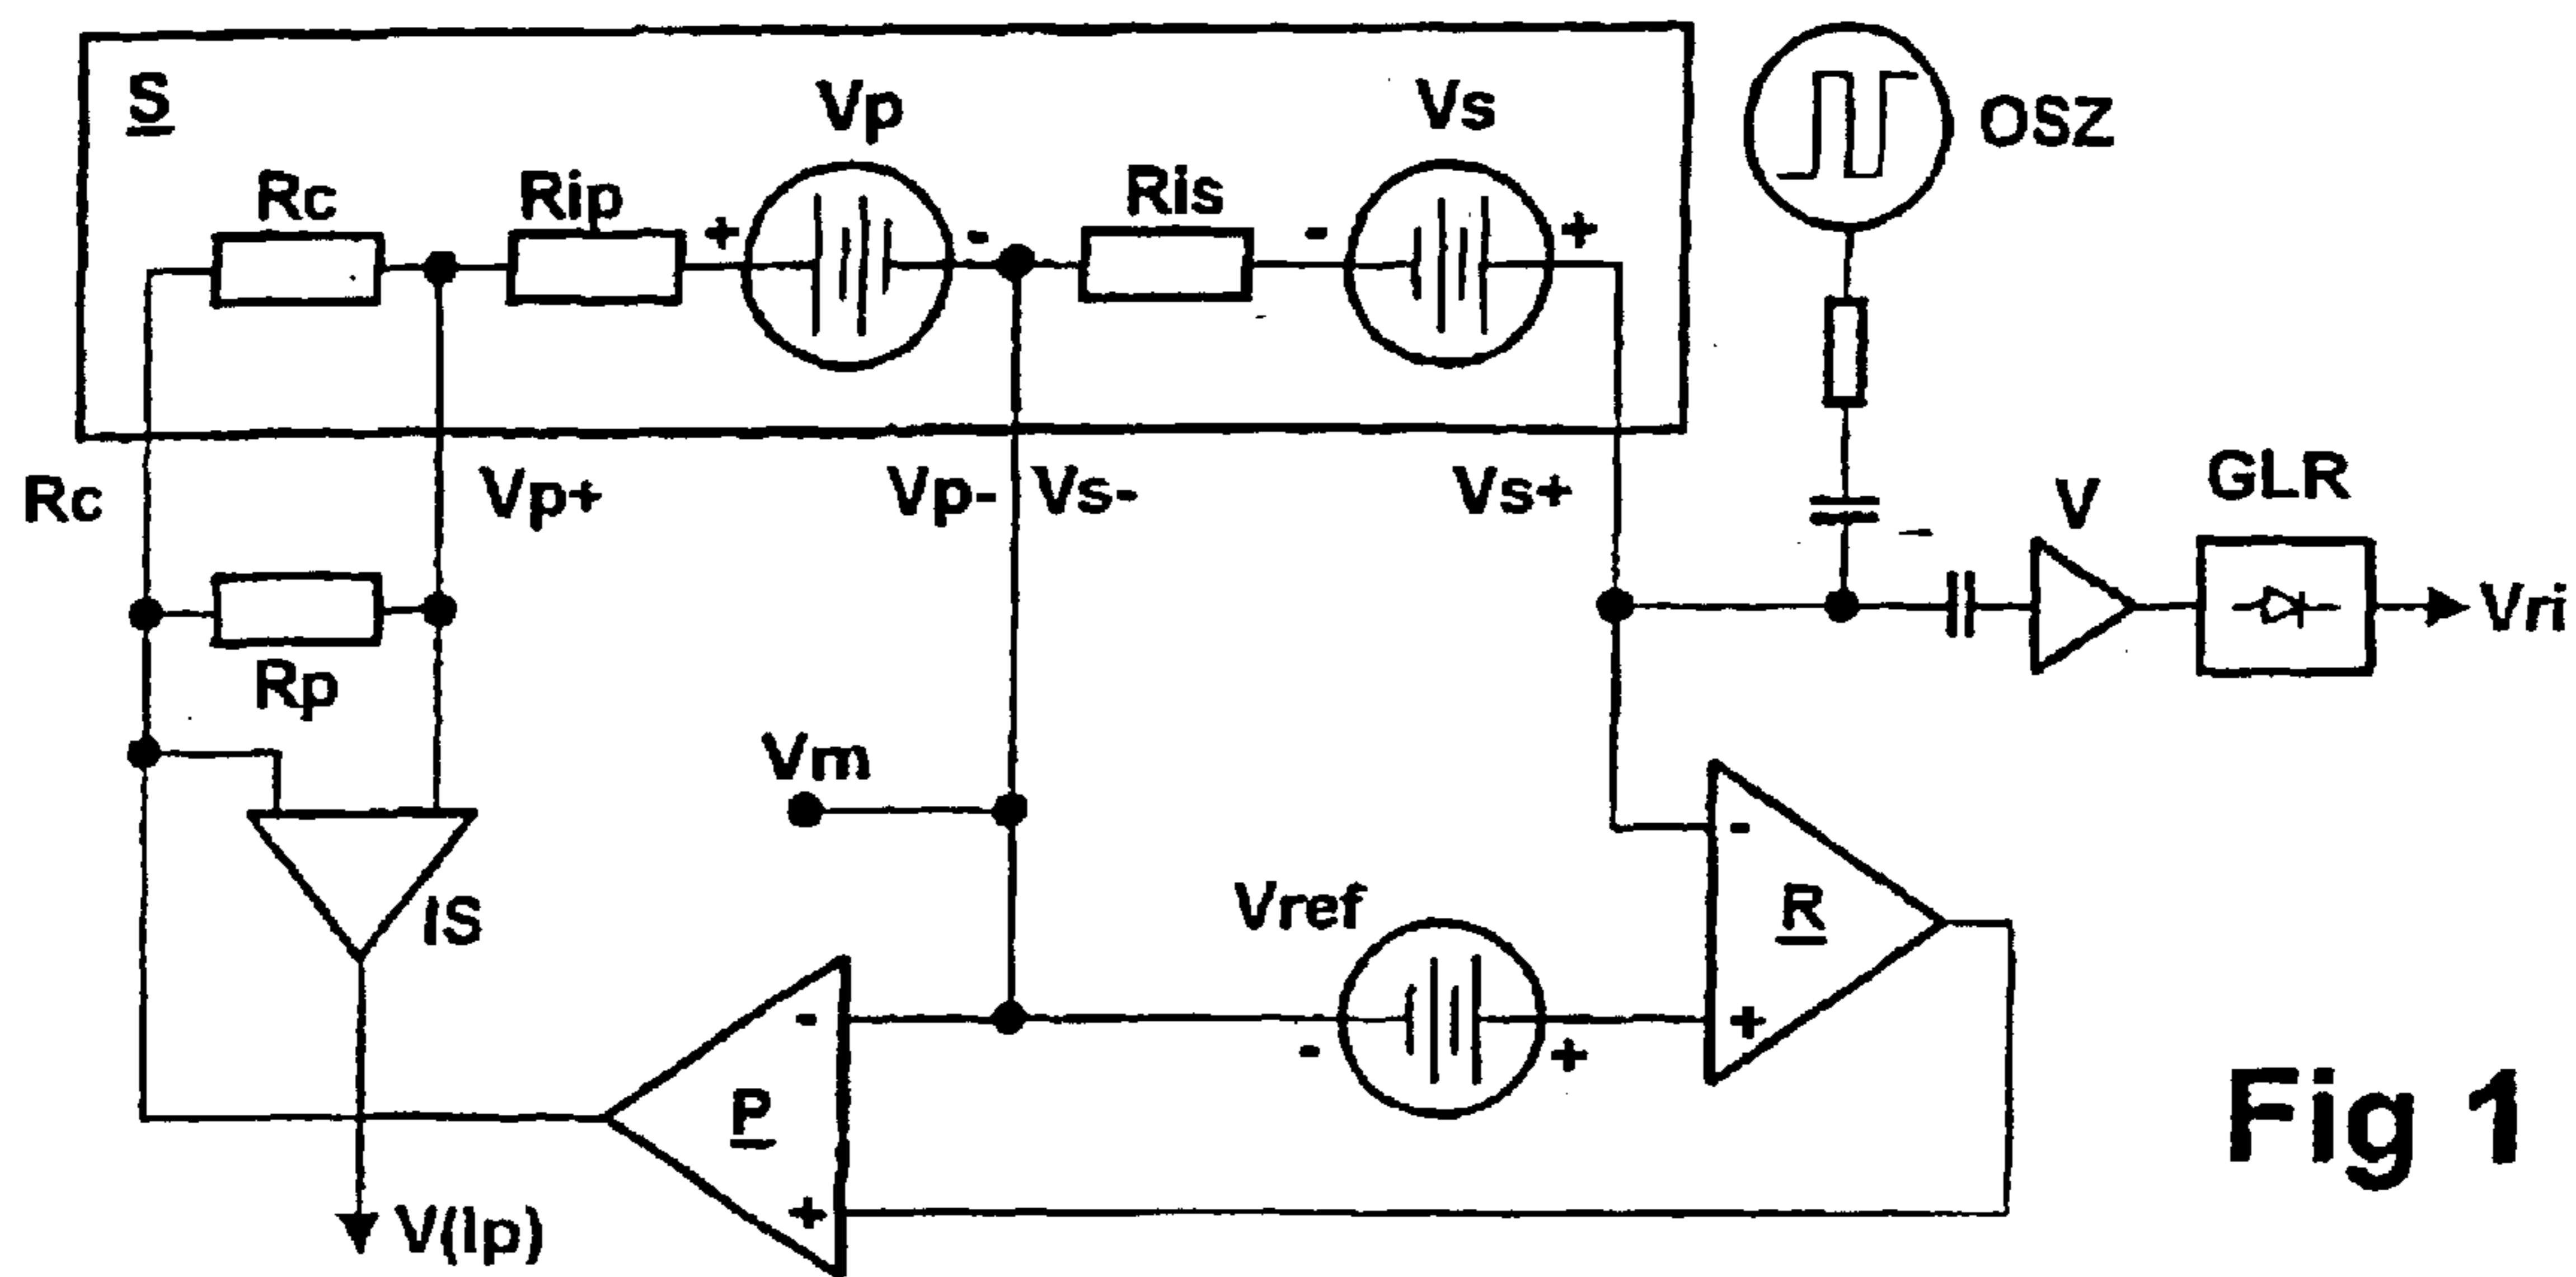 S
Vp
Vs
OSZ
Rc
Rip
+
-
Ris
-
+
Rc
Vp+
Vp-
Vs-
Vs+
V
GLR
Vri
Rp
Vm
IS
Vref
-
R
+
-
+
-
P
+
V(Ip)
Fig 1